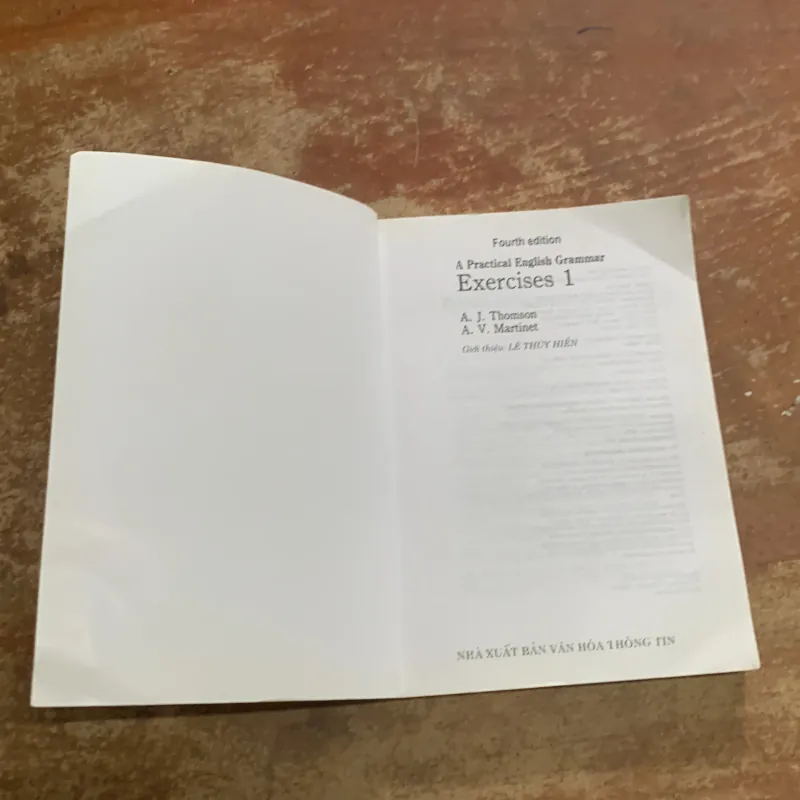 Fourth edition
A Practical English Grammar
Exercises 1
A. J. Thomson
A. V. Martinet
Giới thiệu: LÊ THÚY HIỀN
NHÀ XUẤT BẢN VĂN HÓA THÔNG TIN